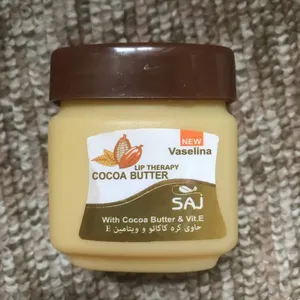 NEW
Vaselina
LIP THERAPY
COCOA BUTTER
SAJ
With Cocoa Butter & Vit.E
حاوی کره کاکائو و ویتامین E